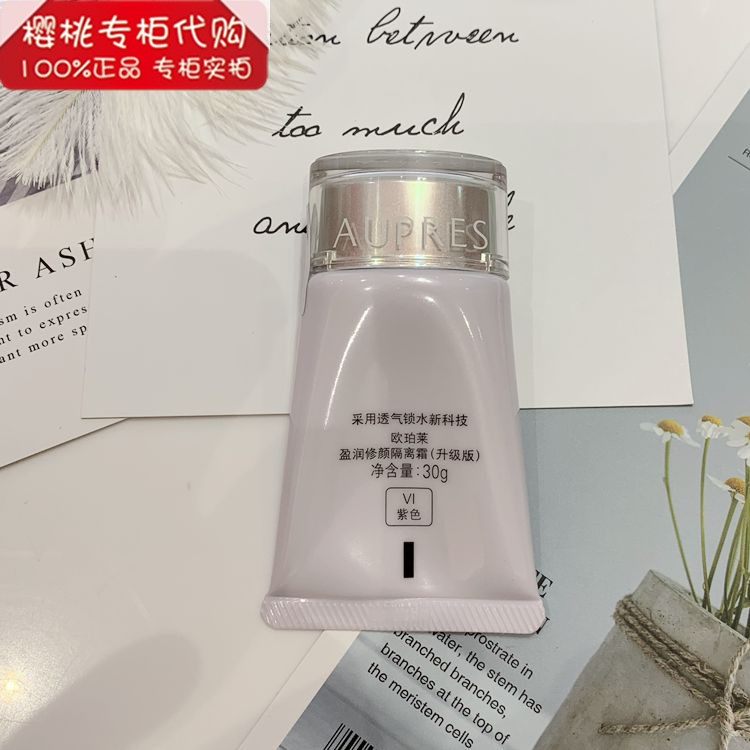 樱桃专柜代购
100%正品 专柜实拍
between
too much
AUPRES
R ASH
sm is often
nt to expres
ant more sp
采用透气锁水新科技
欧珀莱
盈润修颜隔离霜(升级版)
净含量:30g
VI
紫色
prostrate in
water, the stem has
branched branches,
branches at the top of
the meristem cells